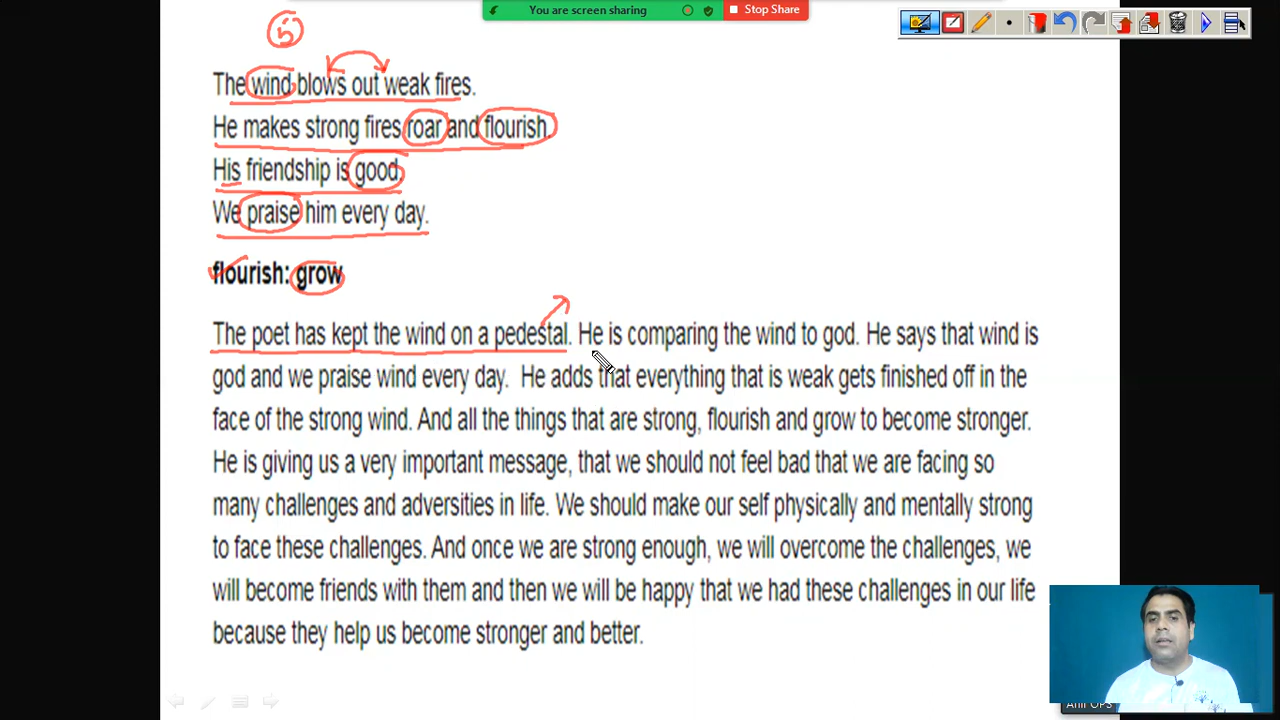 You are screen sharing
Stop Share
5
The wind blows out weak fires.
He makes strong fires roar and flourish.
His friendship is good.
We praise him every day.
flourish: grow
The poet has kept the wind on a pedestal. He is comparing the wind to god. He says that wind is
god and we praise wind every day. He adds that everything that is weak gets finished off in the
face of the strong wind. And all the things that are strong, flourish and grow to become stronger.
He is giving us a very important message, that we should not feel bad that we are facing so
many challenges and adversities in life. We should make our self physically and mentally strong
to face these challenges. And once we are strong enough, we will overcome the challenges, we
will become friends with them and then we will be happy that we had these challenges in our life
because they help us become stronger and better.